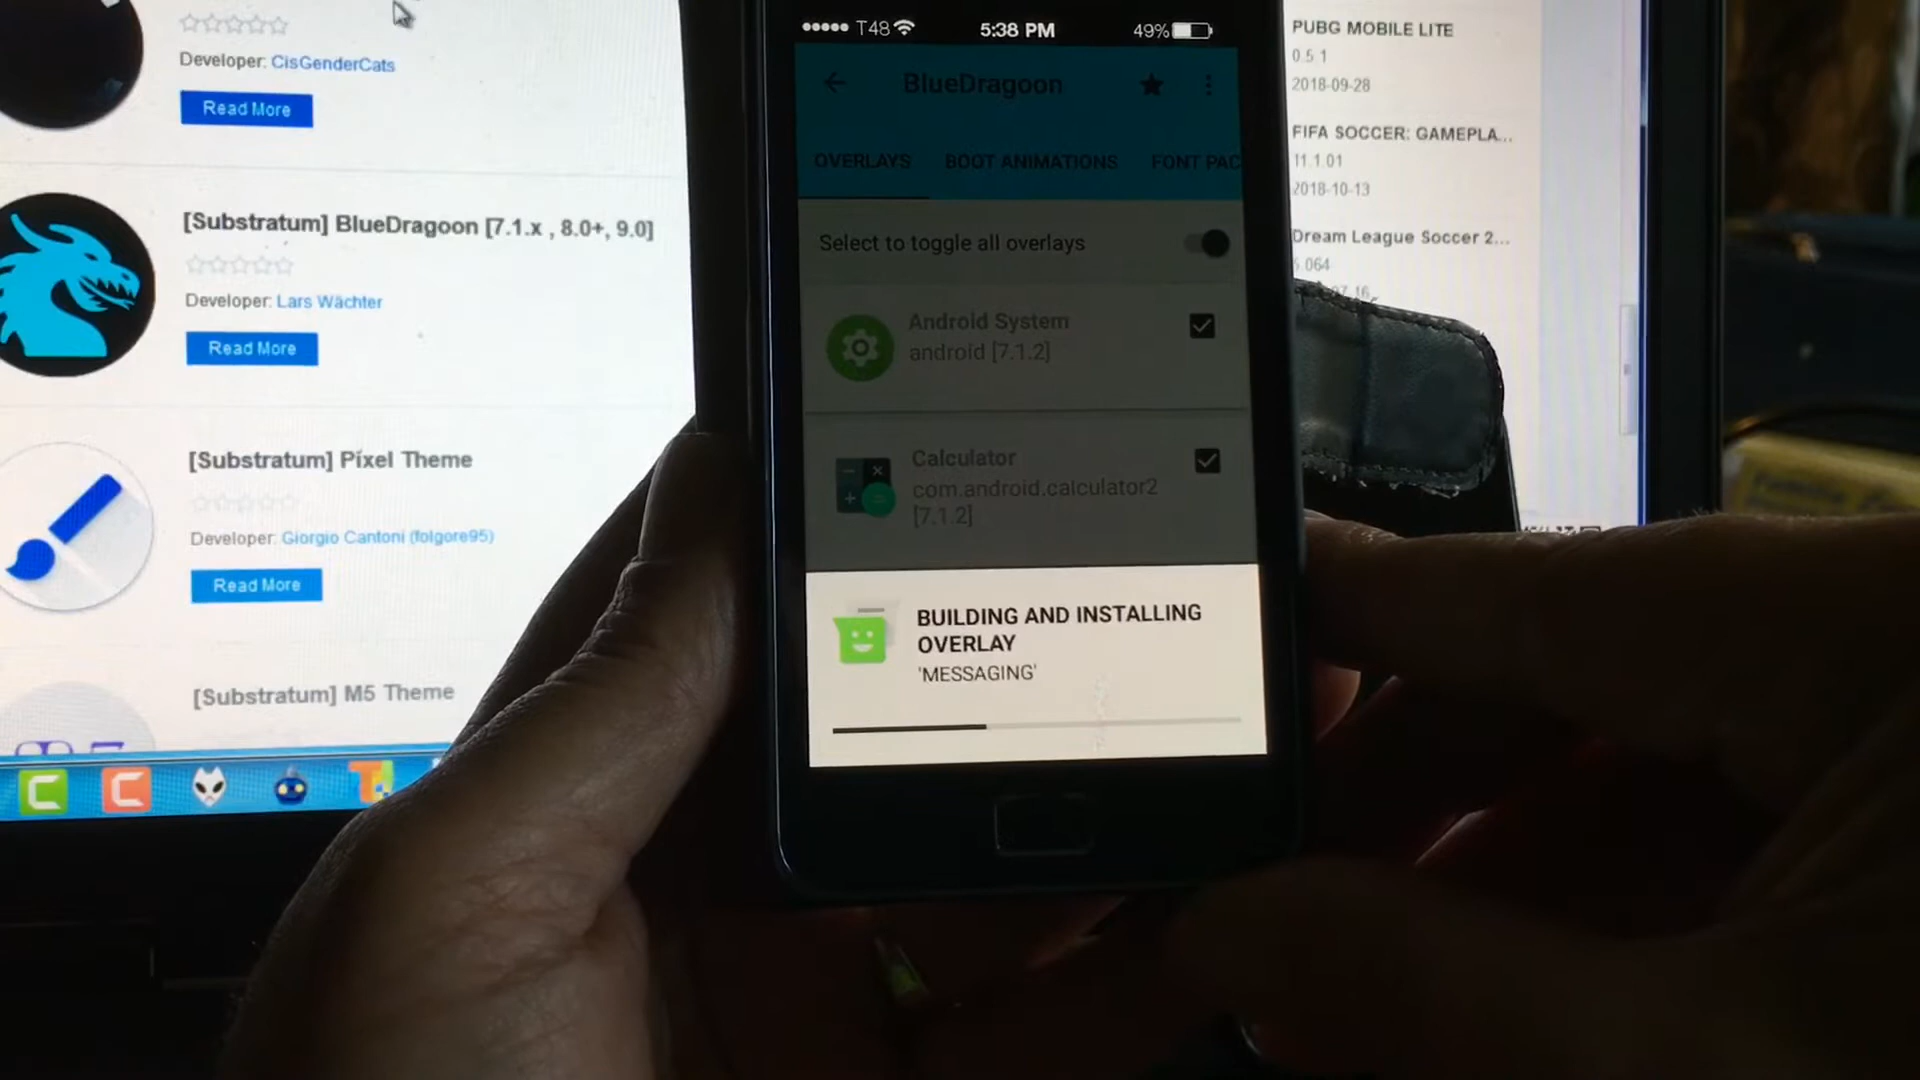 Developer: CisGenderCats
Read More
[Substratum] BlueDragoon [7.1.x , 8.0+, 9.0]
Developer: Lars Wächter
Read More
[Substratum] Pixel Theme
Developer: Giorgio Cantoni (folgore95)
Read More
[Substratum] M5 Theme
T48
5:38 PM
49%
BlueDragoon
OVERLAYS
BOOT ANIMATIONS
FONT PAC
Select to toggle all overlays
Android System
android [7.1.2]
Calculator
com.android.calculator2
[7.1.2]
BUILDING AND INSTALLING
OVERLAY
'MESSAGING'
PUBG MOBILE LITE
0.5.1
2018-09-28
FIFA SOCCER: GAMEPLA...
11.1.01
2018-10-13
Dream League Soccer 2...
.064